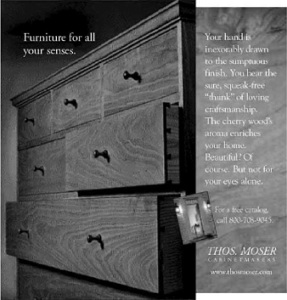 Furniture for all
your senses.
Your hand is
inexorably drawn
to the sumptuous
finish. You hear the
sure, squeak-free
“thunk” of loving
craftsmanship.
The cherry wood's
aroma enriches
your home.
Beautiful? Of
course. But not for
your eyes alone.
For a free catalog,
call 800-708-9045
THOS. MOSER
CABINETMAKERS
www.thosmoser.com